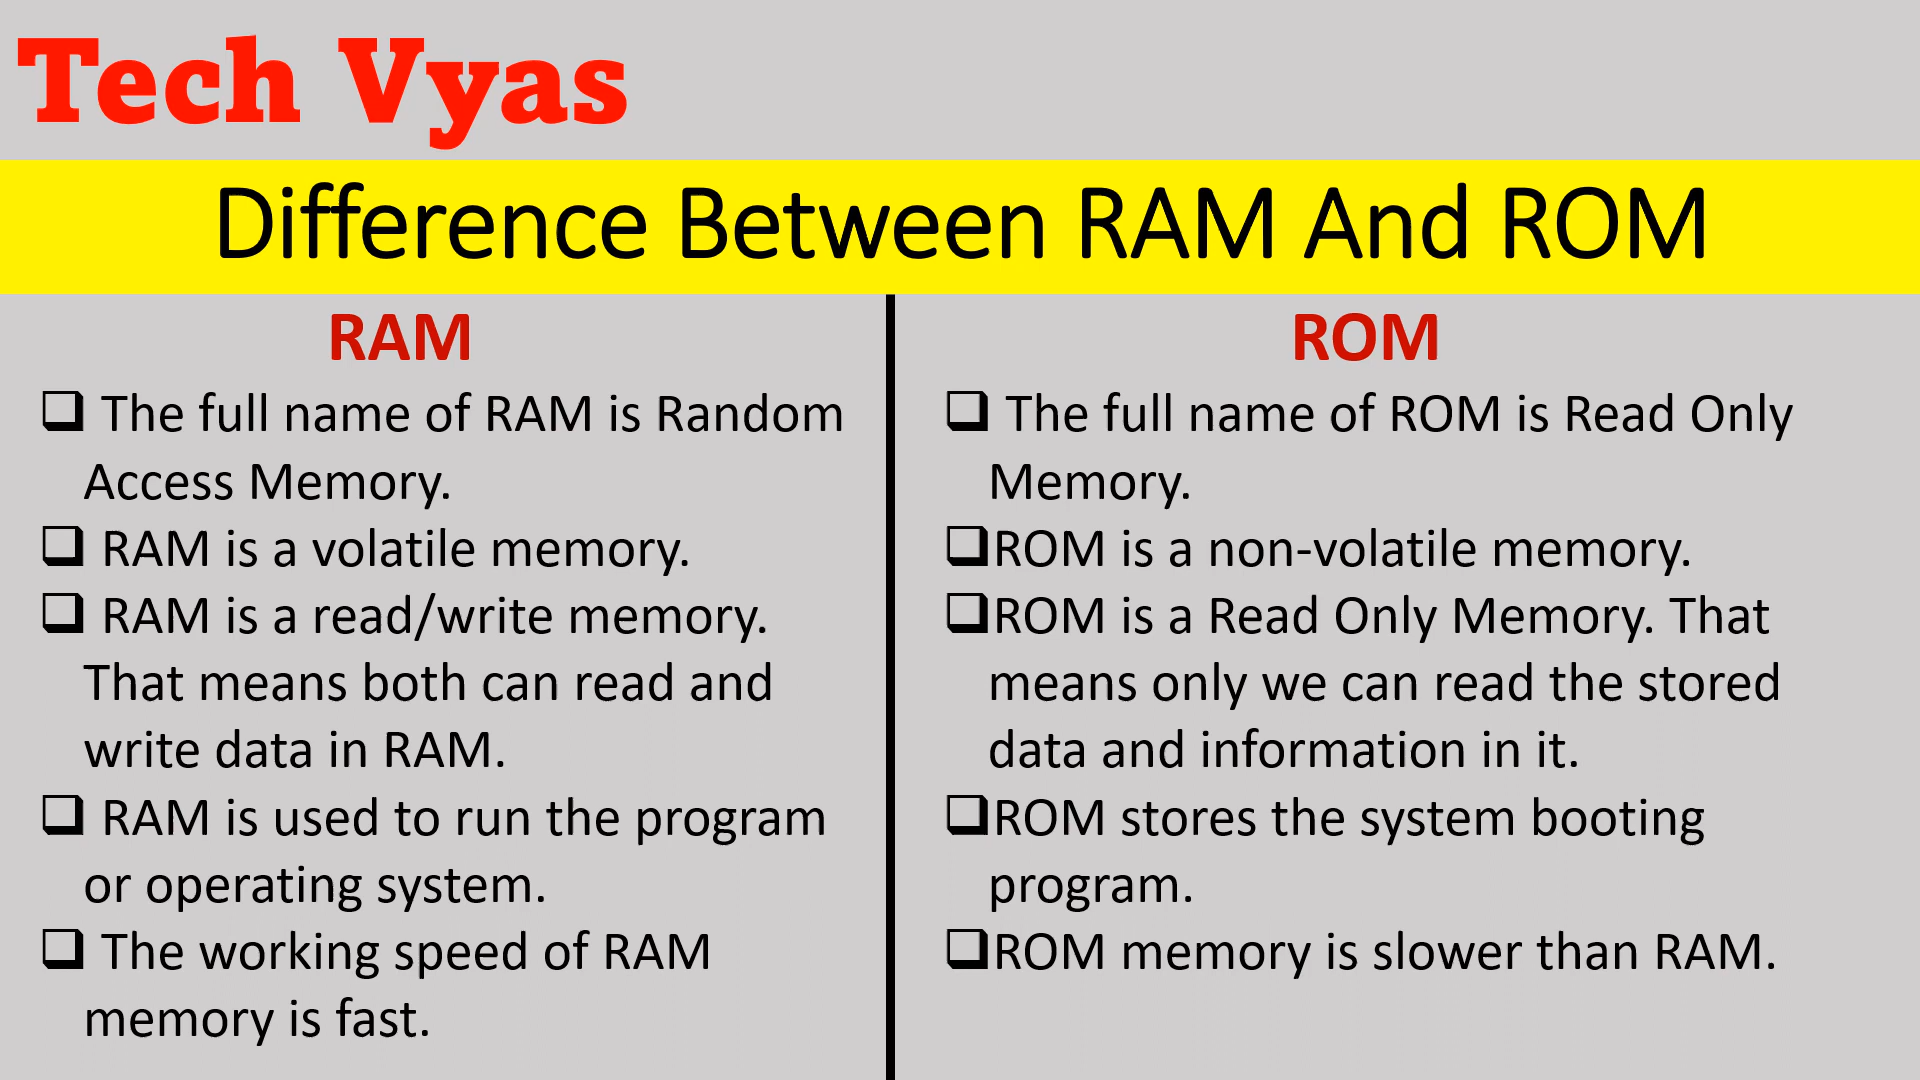 Tech Vyas
Difference Between RAM And ROM
RAM
The full name of RAM is Random
Access Memory.
RAM is a volatile memory.
RAM is a read/write memory.
That means both can read and
write data in RAM.
RAM is used to run the program
or operating system.
The working speed of RAM
memory is fast.
ROM
The full name of ROM is Read Only
Memory.
ROM is a non-volatile memory.
ROM is a Read Only Memory. That
means only we can read the stored
data and information in it.
ROM stores the system booting
program.
ROM memory is slower than RAM.